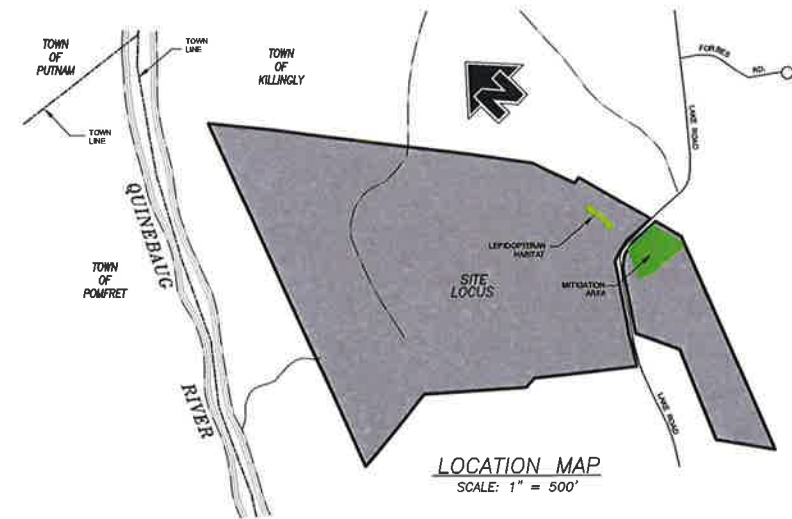 TOWN
OF
PUTNAM
TOWN
LINE
TOWN
OF
KILLINGLY
N
FORBES
RD.
LAKE ROAD
TOWN
LINE
QUINEBAUG
RIVER
TOWN
OF
POMFRET
LEPIDOPTERAN
HABITAT
SITE
LOCUS
MITIGATION
AREA
LAKE ROAD
LOCATION MAP
SCALE: 1" = 500'